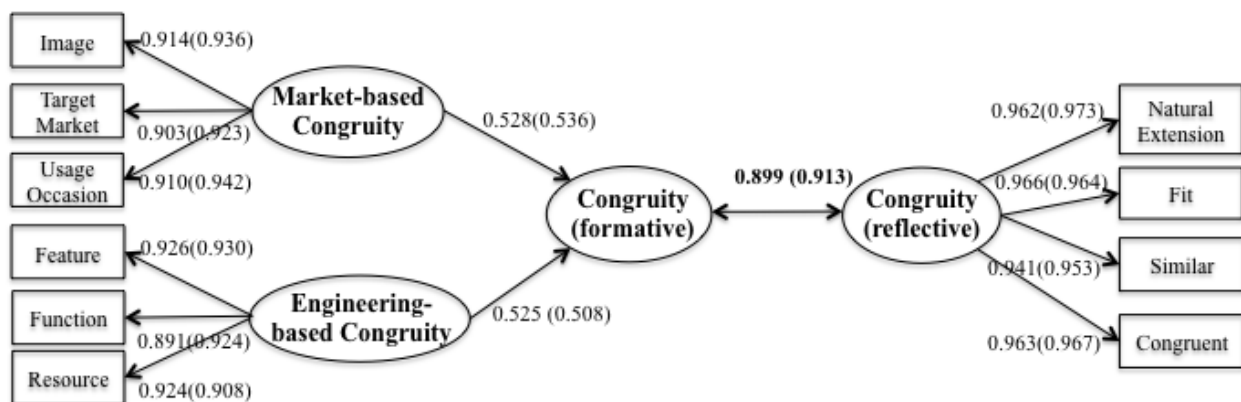 Image
0.914(0.936)
Target
Market
0.903(0.923)
Usage
Occasion
0.910(0.942)
Market-based
Congruity
0.528(0.536)
Feature
0.926(0.930)
Function
0.891(0.924)
Resource
0.924(0.908)
Engineering-
based Congruity
0.525 (0.508)
Congruity
(formative)
0.899 (0.913)
Congruity
(reflective)
0.962(0.973)
Natural
Extension
0.966(0.964)
Fit
0.941(0.953)
Similar
0.963(0.967)
Congruent